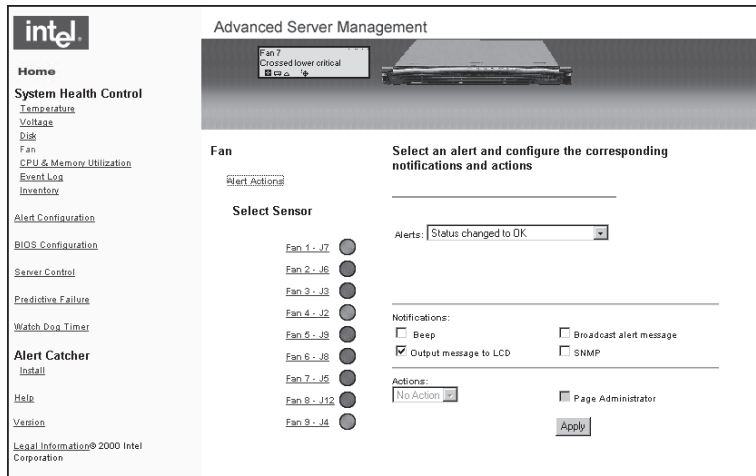 intel.
Advanced Server Management
Fan 7
Crossed lower critical
Home
System Health Control
Temperature
Voltage
Disk
Fan
CPU & Memory Utilization
Event Log
Inventory
Alert Configuration
BIOS Configuration
Server Control
Predictive Failure
Watch Dog Timer
Alert Catcher
Install
Help
Version
Legal Information® 2000 Intel
Corporation
Fan
Alert Actions
Select Sensor
Fan 1 - J7
Fan 2 - J6
Fan 3 - J3
Fan 4 - J2
Fan 5 - J9
Fan 6 - J8
Fan 7 - J5
Fan 8 - J12
Fan 9 - J4
Select an alert and configure the corresponding
notifications and actions
Alerts: Status changed to OK
Notifications:
Beep
Broadcast alert message
Output message to LCD
SNMP
Actions:
No Action
Page Administrator
Apply